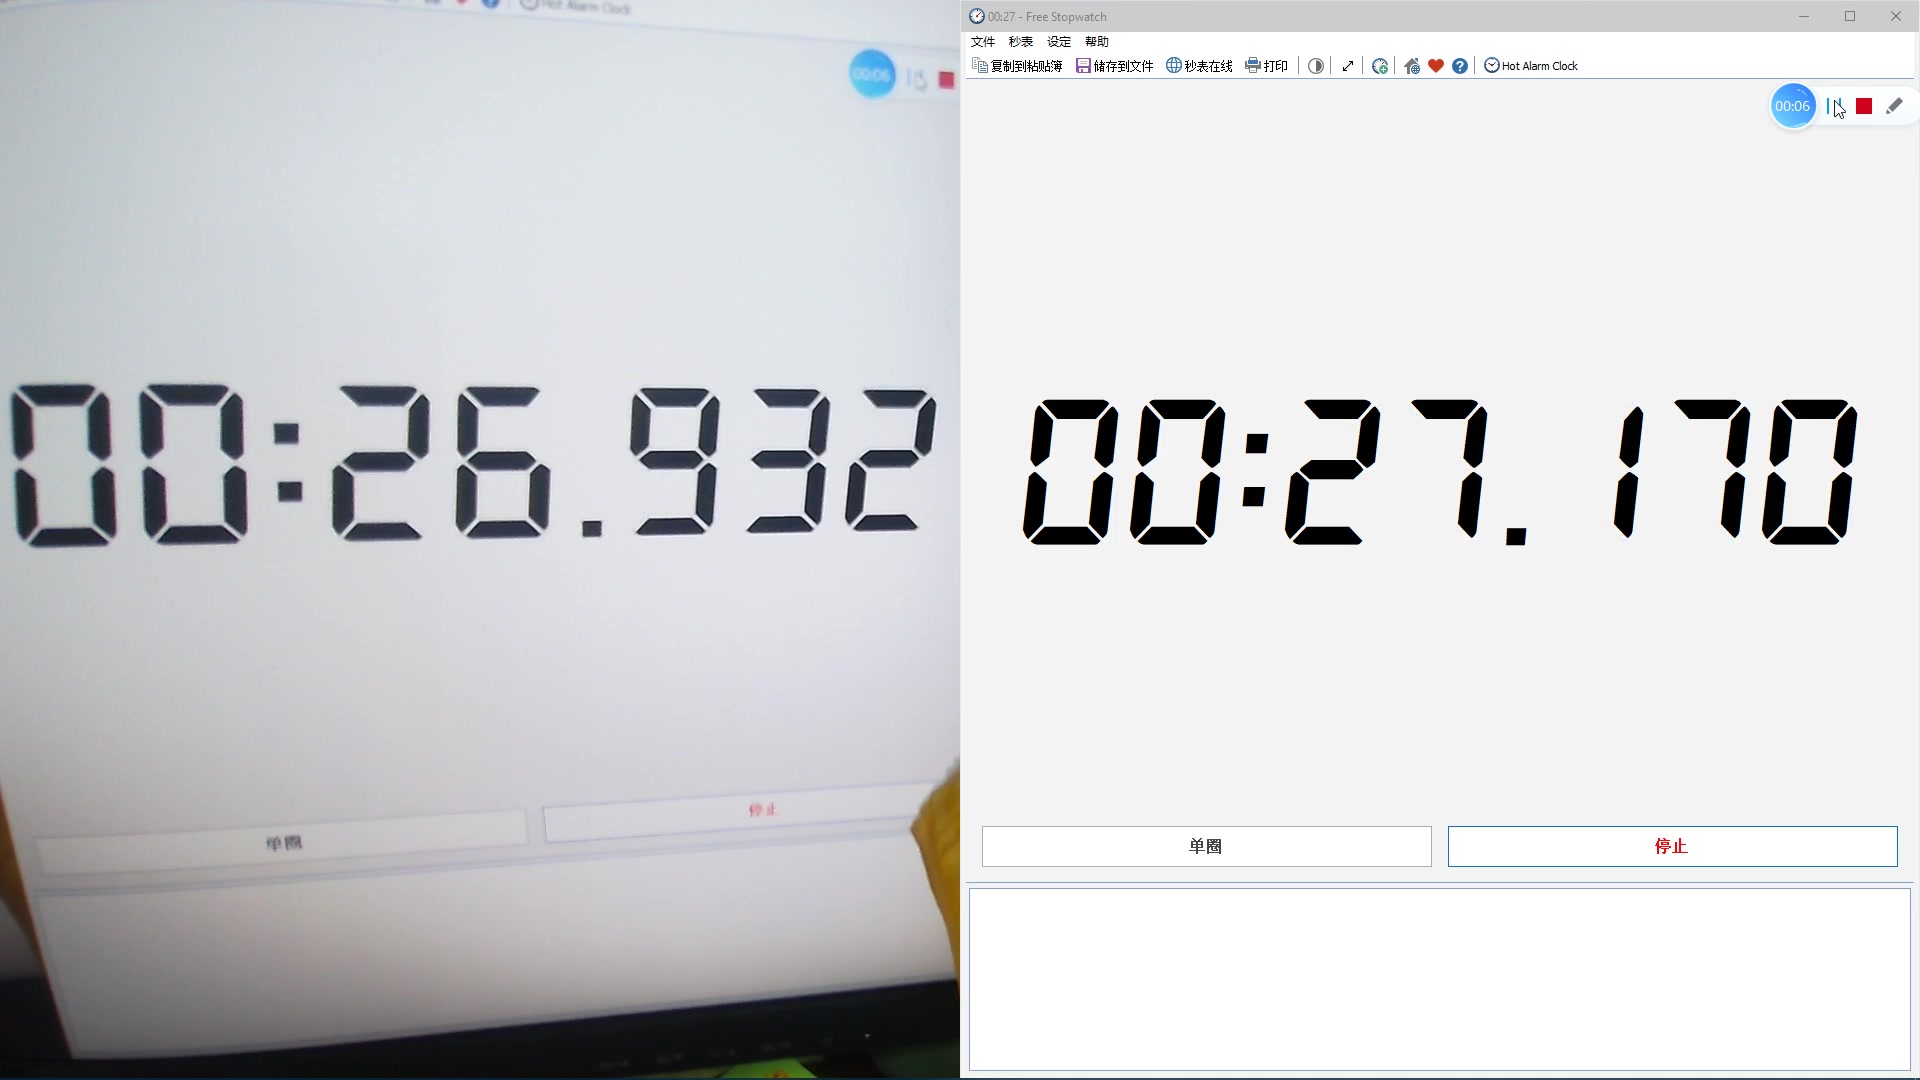 Hot Alarm Clock
00:06
00:26.932
单圈
停止
00:27 - Free Stopwatch
文件 秒表 设定 帮助
复制到粘贴簿 储存到文件 秒表在线 打印 Hot Alarm Clock
00:06
00:27.170
单圈 停止